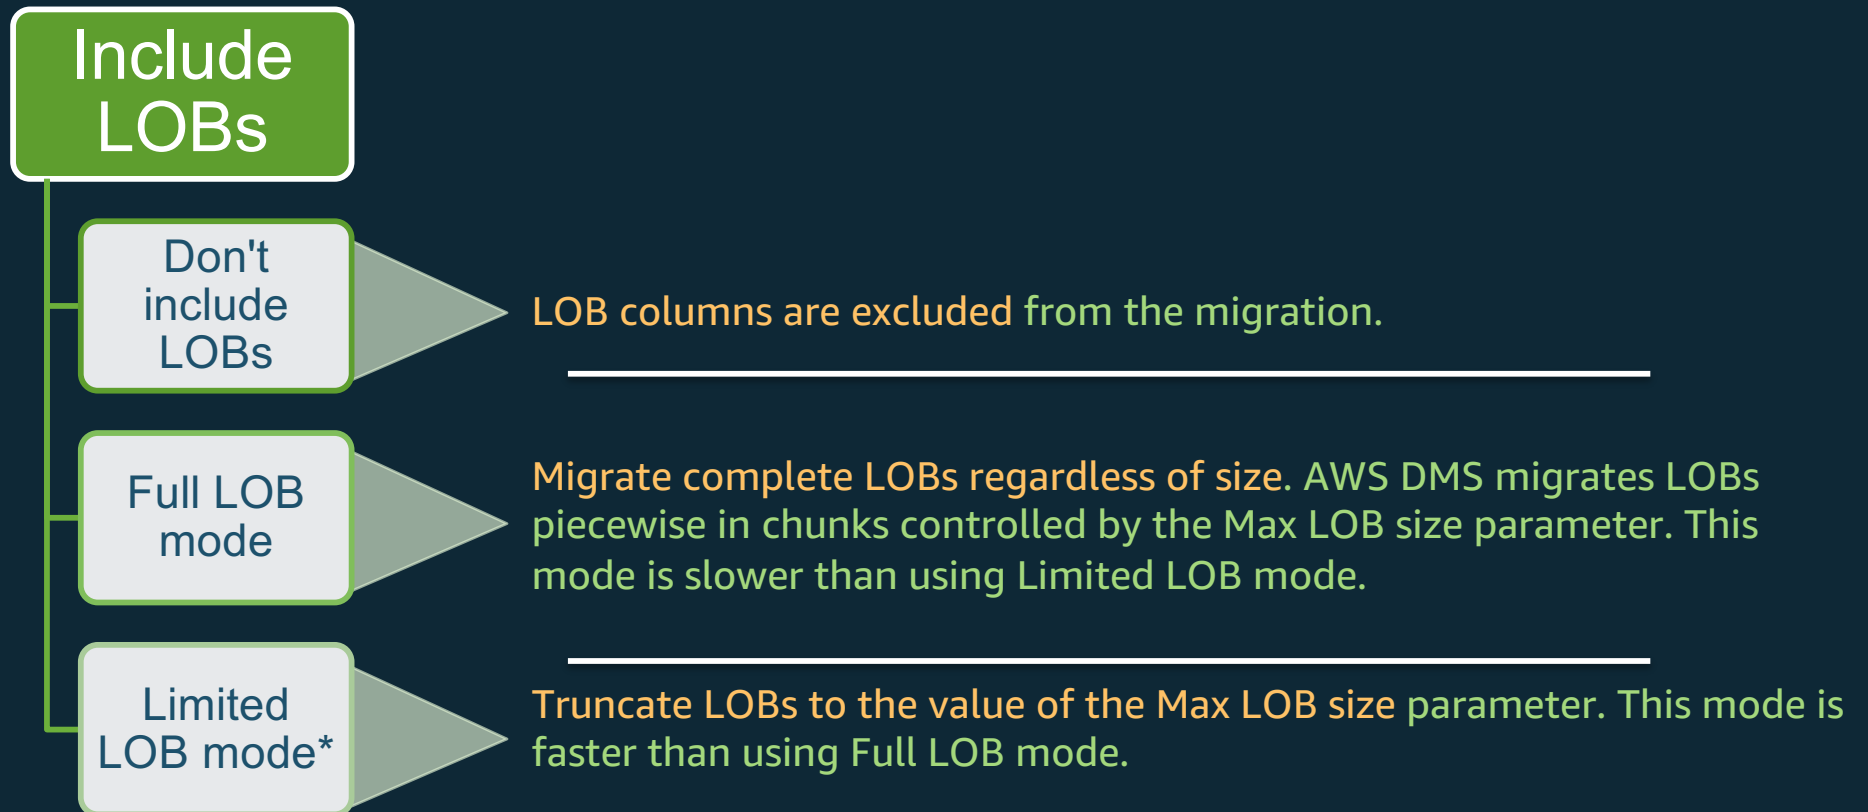 Include
LOBs
Don't
include
LOBs
LOB columns are excluded from the migration.
Full LOB
mode
Migrate complete LOBs regardless of size. AWS DMS migrates LOBs
piecewise in chunks controlled by the Max LOB size parameter. This
mode is slower than using Limited LOB mode.
Limited
LOB mode*
Truncate LOBs to the value of the Max LOB size parameter. This mode is
faster than using Full LOB mode.